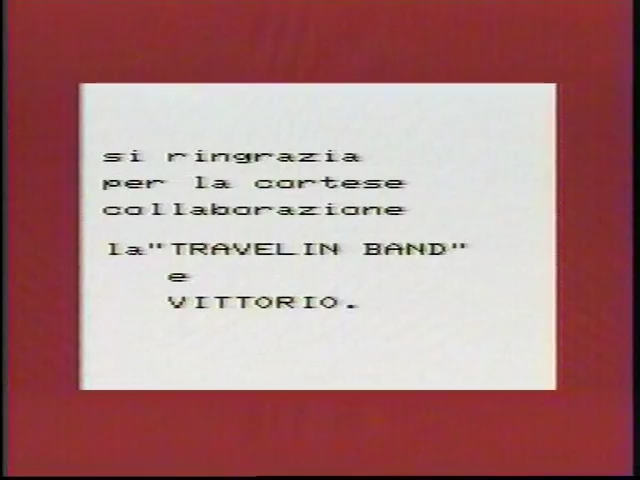 si ringrazia
per la cortese
collaborazione
la"TRAVELIN BAND"
e
VITTORIO.